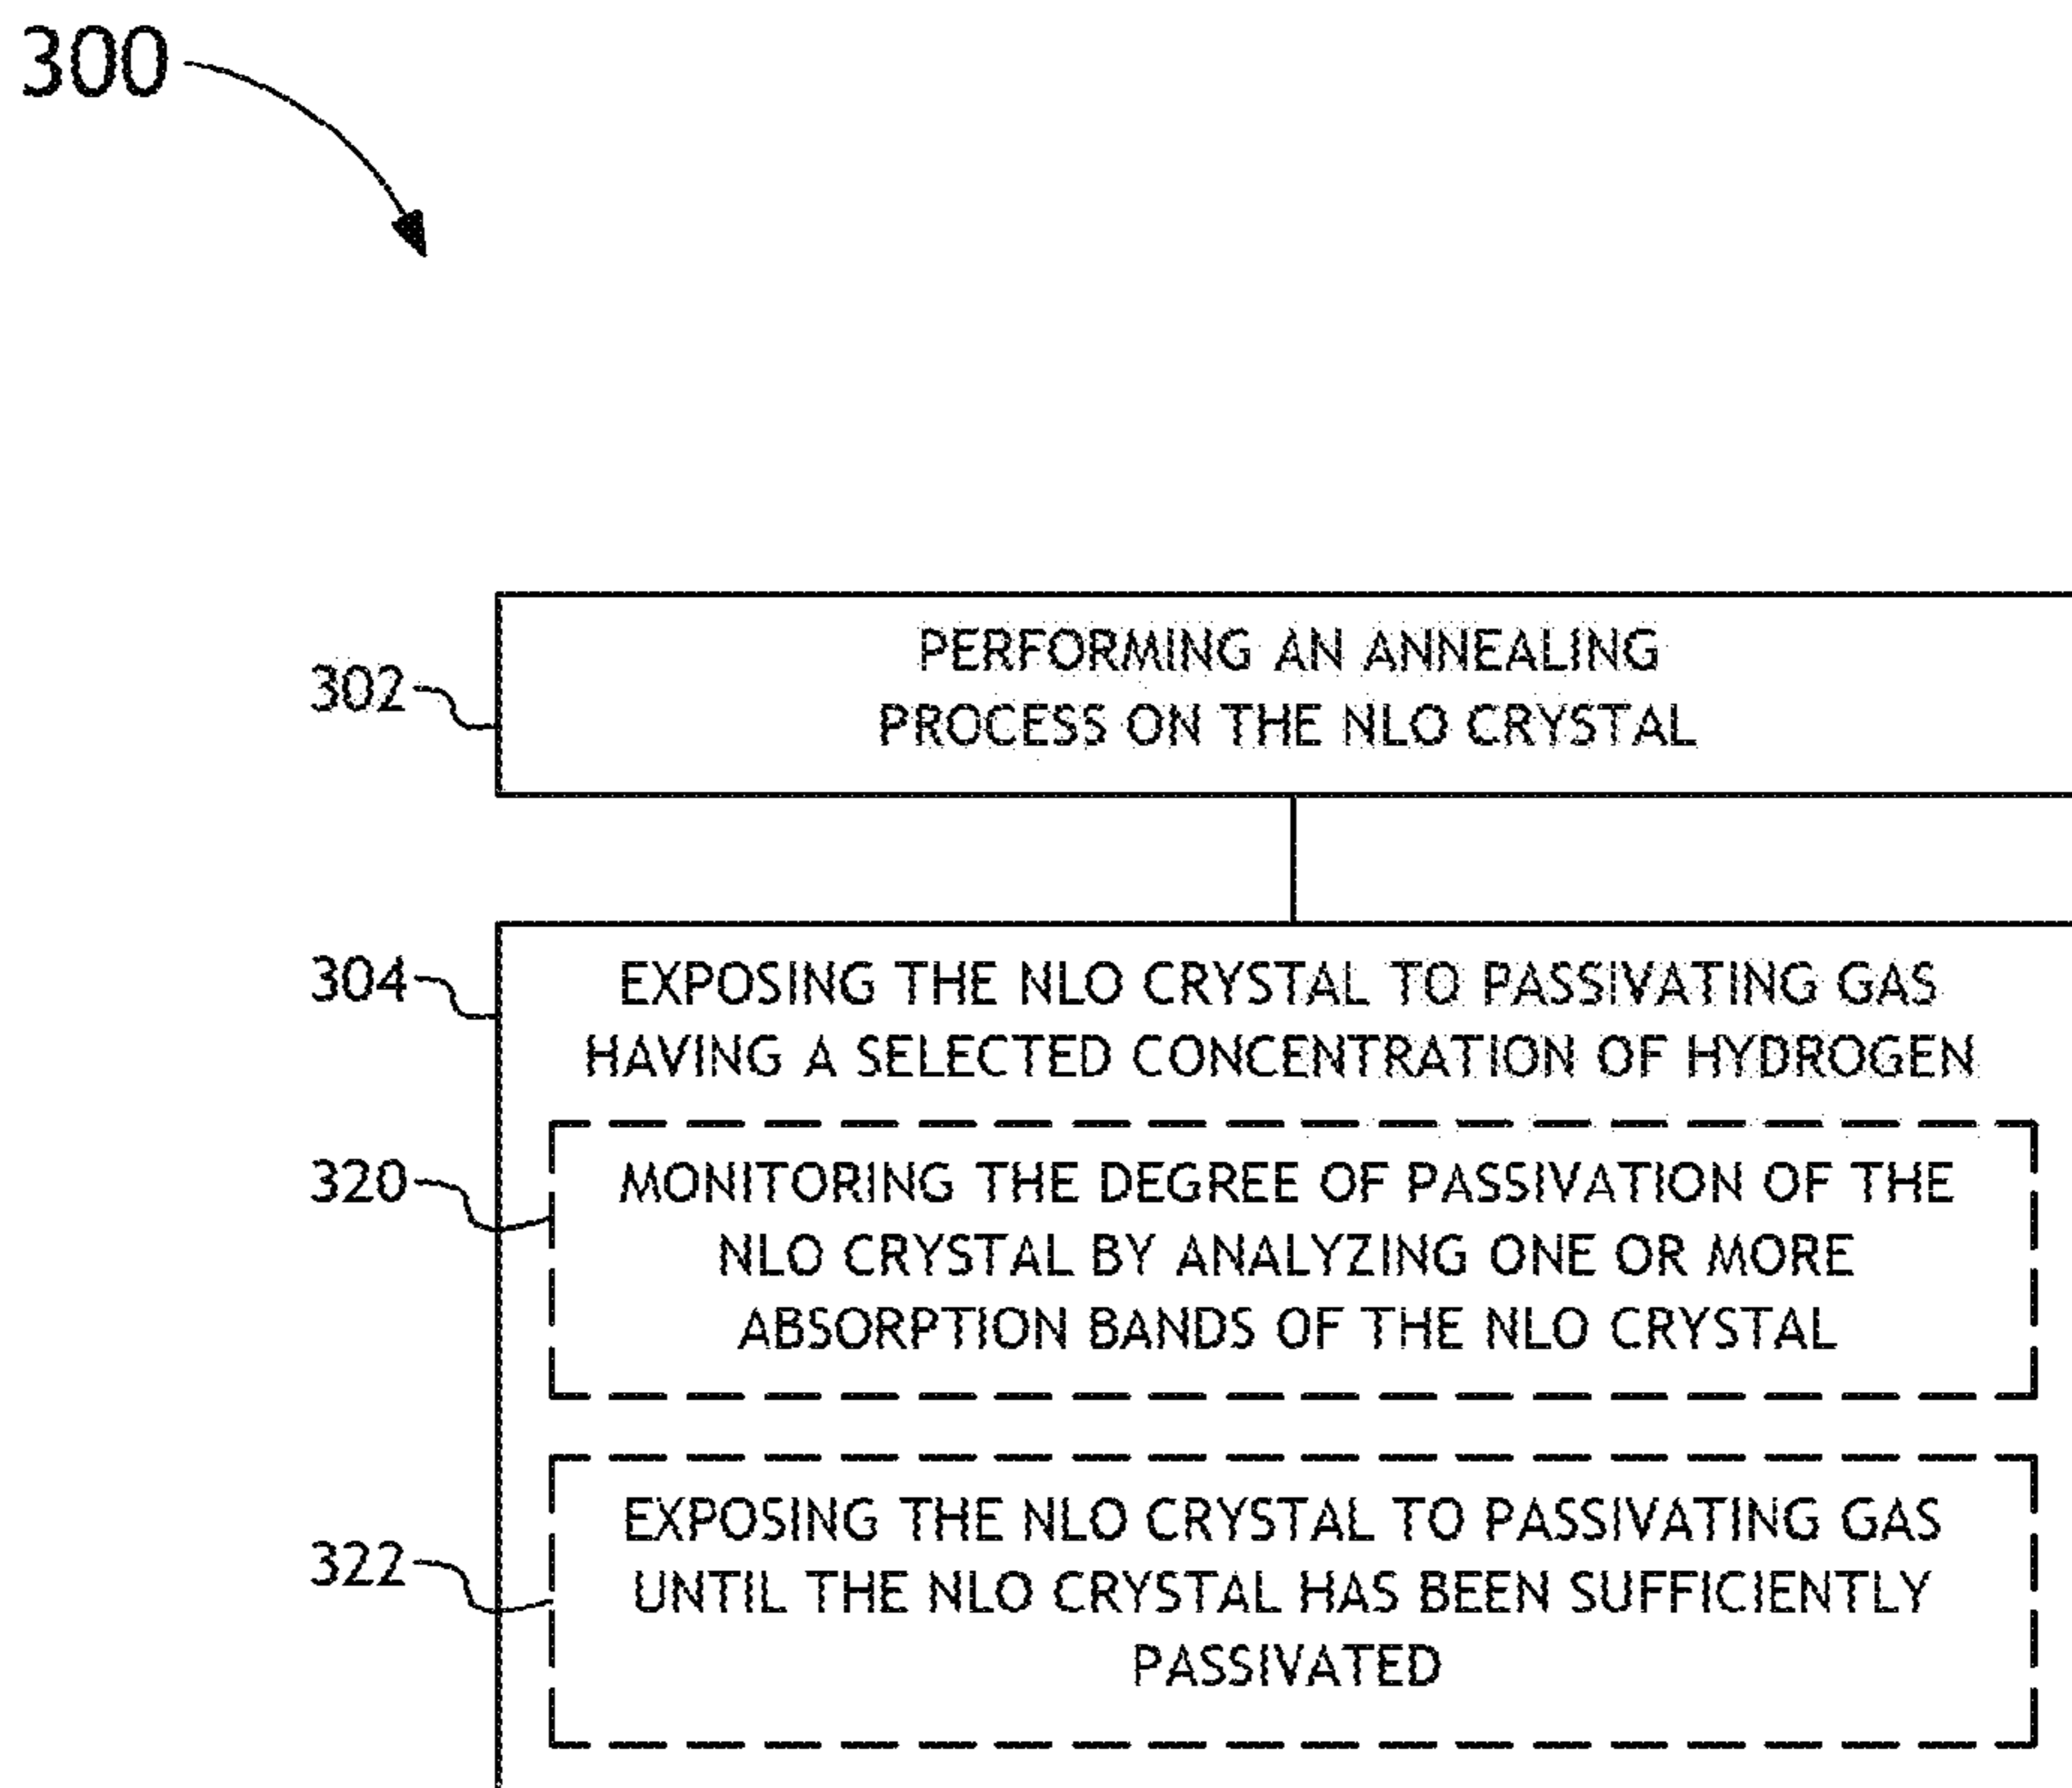 300
302
PERFORMING AN ANNEALING
PROCESS ON THE NLO CRYSTAL
304
EXPOSING THE NLO CRYSTAL TO PASSIVATING GAS
HAVING A SELECTED CONCENTRATION OF HYDROGEN
320
MONITORING THE DEGREE OF PASSIVATION OF THE
NLO CRYSTAL BY ANALYZING ONE OR MORE
ABSORPTION BANDS OF THE NLO CRYSTAL
322
EXPOSING THE NLO CRYSTAL TO PASSIVATING GAS
UNTIL THE NLO CRYSTAL HAS BEEN SUFFICIENTLY
PASSIVATED